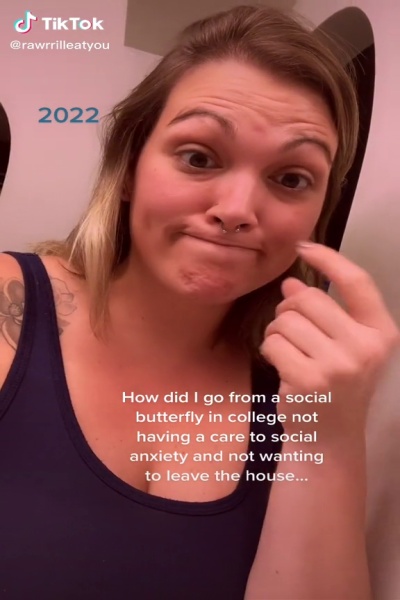 TikTok
@rawrrilleatyou
2022
How did I go from a social
butterfly in college not
having a care to social
anxiety and not wanting
to leave the house...